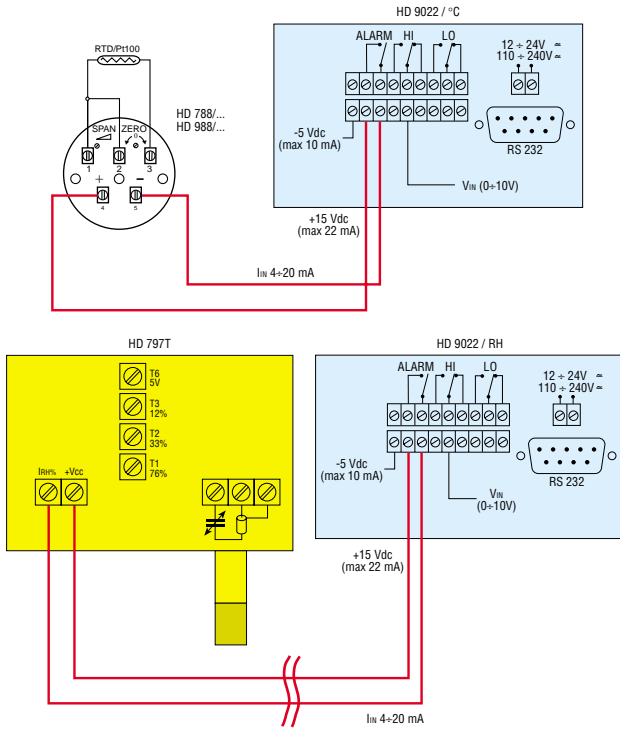 HD 9022 / °C
ALARM HI LO
12 ÷ 24V ≃
110 ÷ 240V ≃
RTD/Pt100
HD 788/...
HD 988/...
SPAN ZERO
0
1 2 3
+ −
4 5
-5 Vdc
(max 10 mA)
RS 232
VIN (0÷10V)
+15 Vdc
(max 22 mA)
IIN 4÷20 mA
HD 797T
T6
5V
T3
12%
T2
33%
T1
76%
IRH% +Vcc
HD 9022 / RH
ALARM HI LO
12 ÷ 24V ≃
110 ÷ 240V ≃
-5 Vdc
(max 10 mA)
RS 232
VIN
(0÷10V)
+15 Vdc
(max 22 mA)
IIN 4÷20 mA